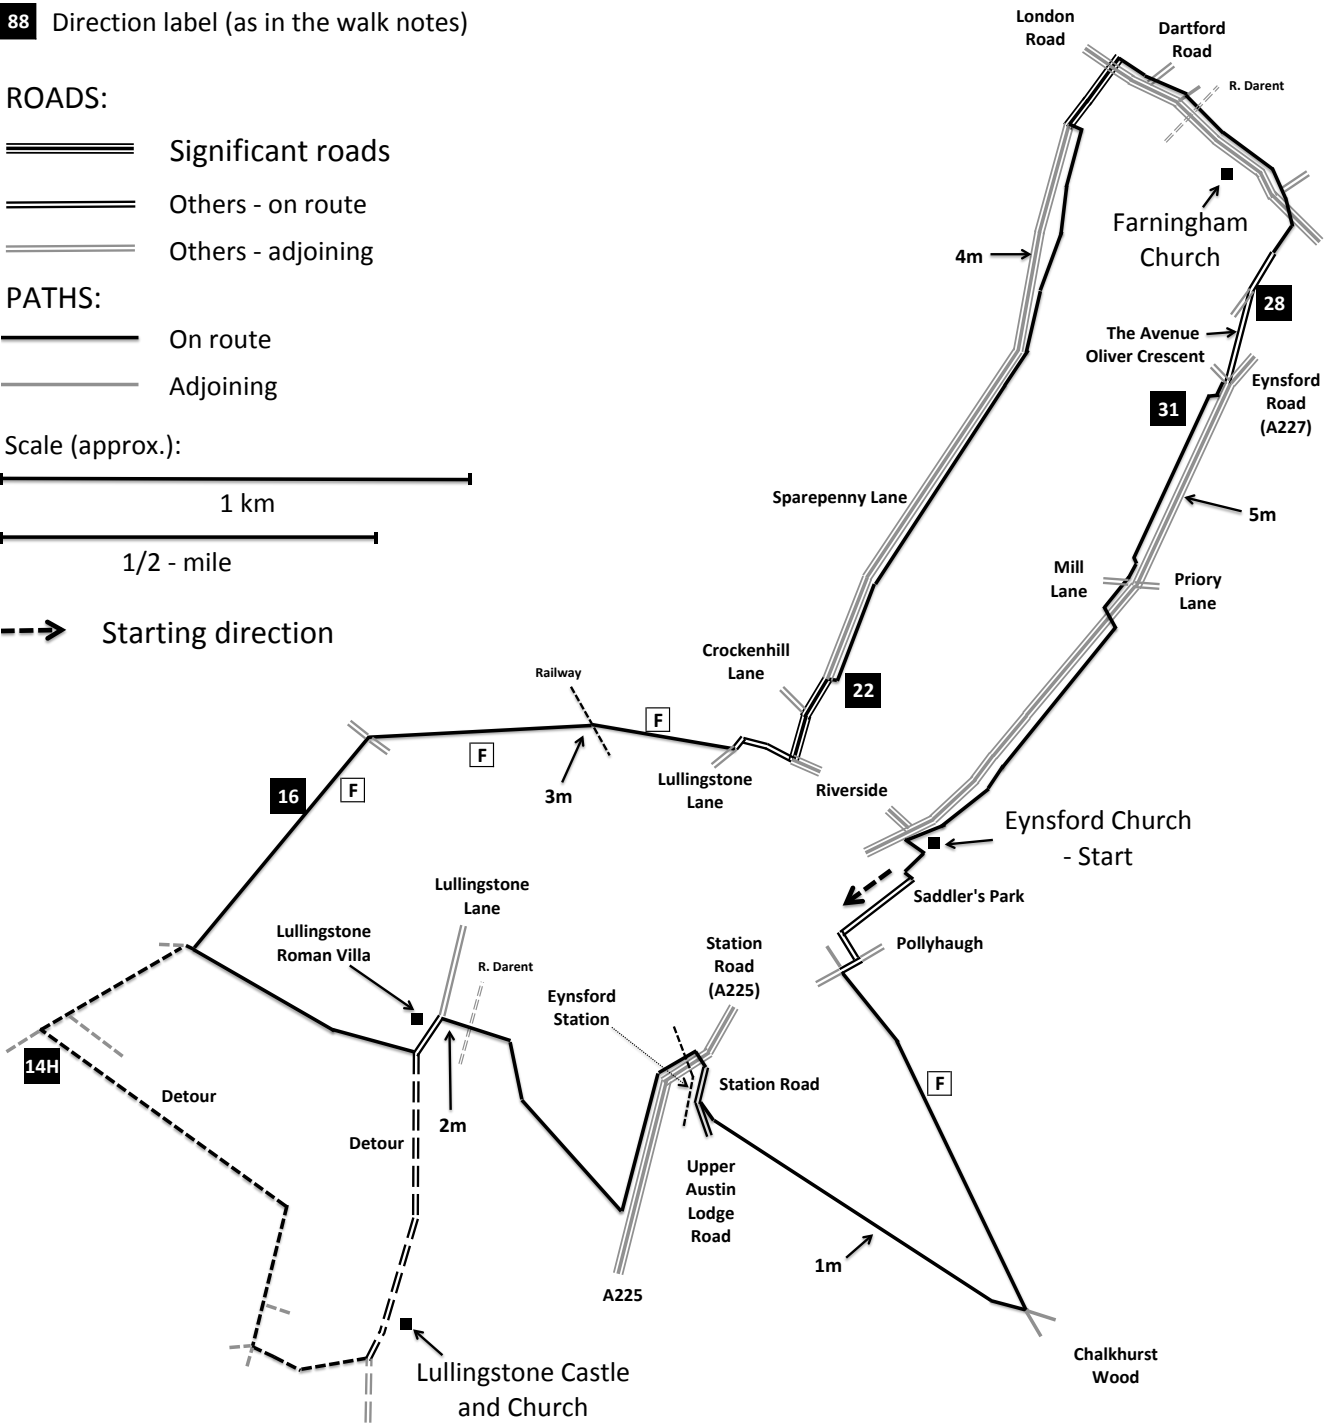 88 Direction label (as in the walk notes)
ROADS:
Significant roads
Others - on route
Others - adjoining
PATHS:
On route
Adjoining
Scale (approx.):
1 km
1/2 - mile
Starting direction
London
Road
Dartford
Road
R. Darent
Farningham
Church
4m
28
The Avenue
Oliver Crescent
Eynsford
Road
(A227)
31
Sparepenny Lane
5m
Mill
Lane
Priory
Lane
Crockenhill
Lane
22
Railway
F
F
F
16
3m
Lullingstone
Lane
Riverside
Eynsford Church
- Start
Saddler's Park
Pollyhaugh
Lullingstone
Lane
Lullingstone
Roman Villa
R. Darent
Station
Road
(A225)
Eynsford
Station
14H
Detour
2m
Detour
Station Road
F
Upper
Austin
Lodge
Road
1m
A225
Lullingstone Castle
and Church
Chalkhurst
Wood